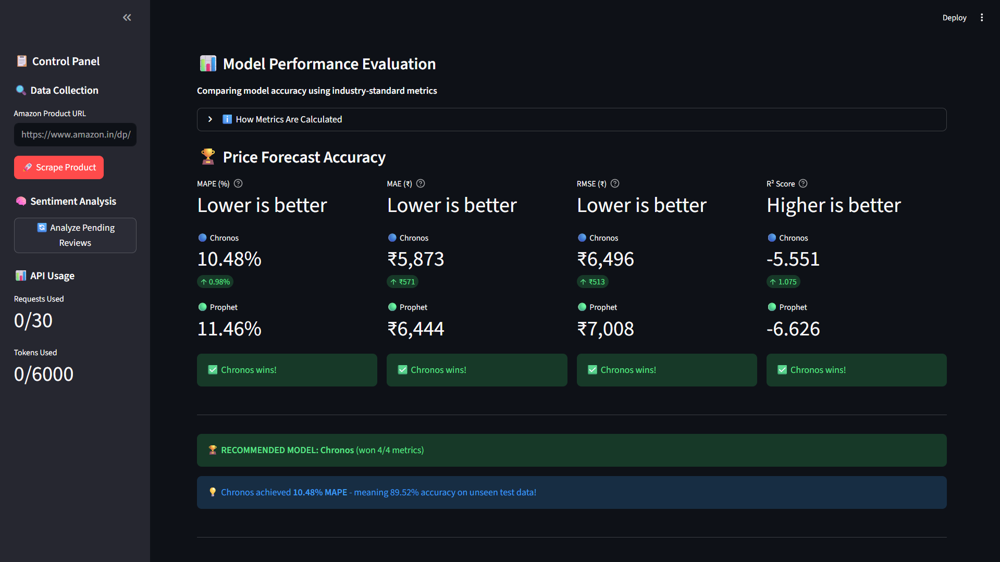 Deploy
Control Panel
Data Collection
Amazon Product URL
https://www.amazon.in/dp/
Scrape Product
Sentiment Analysis
Analyze Pending
Reviews
API Usage
Requests Used
0/30
Tokens Used
0/6000
Model Performance Evaluation
Comparing model accuracy using industry-standard metrics
How Metrics Are Calculated
Price Forecast Accuracy
MAPE (%)
Lower is better
Chronos
10.48%
↑ 0.98%
Prophet
11.46%
Chronos wins!
MAE (₹)
Lower is better
Chronos
₹5,873
↑ ₹571
Prophet
₹6,444
Chronos wins!
RMSE (₹)
Lower is better
Chronos
₹6,496
↑ ₹513
Prophet
₹7,008
Chronos wins!
R² Score
Higher is better
Chronos
-5.551
↑ 1.075
Prophet
-6.626
Chronos wins!
RECOMMENDED MODEL: Chronos (won 4/4 metrics)
Chronos achieved 10.48% MAPE - meaning 89.52% accuracy on unseen test data!